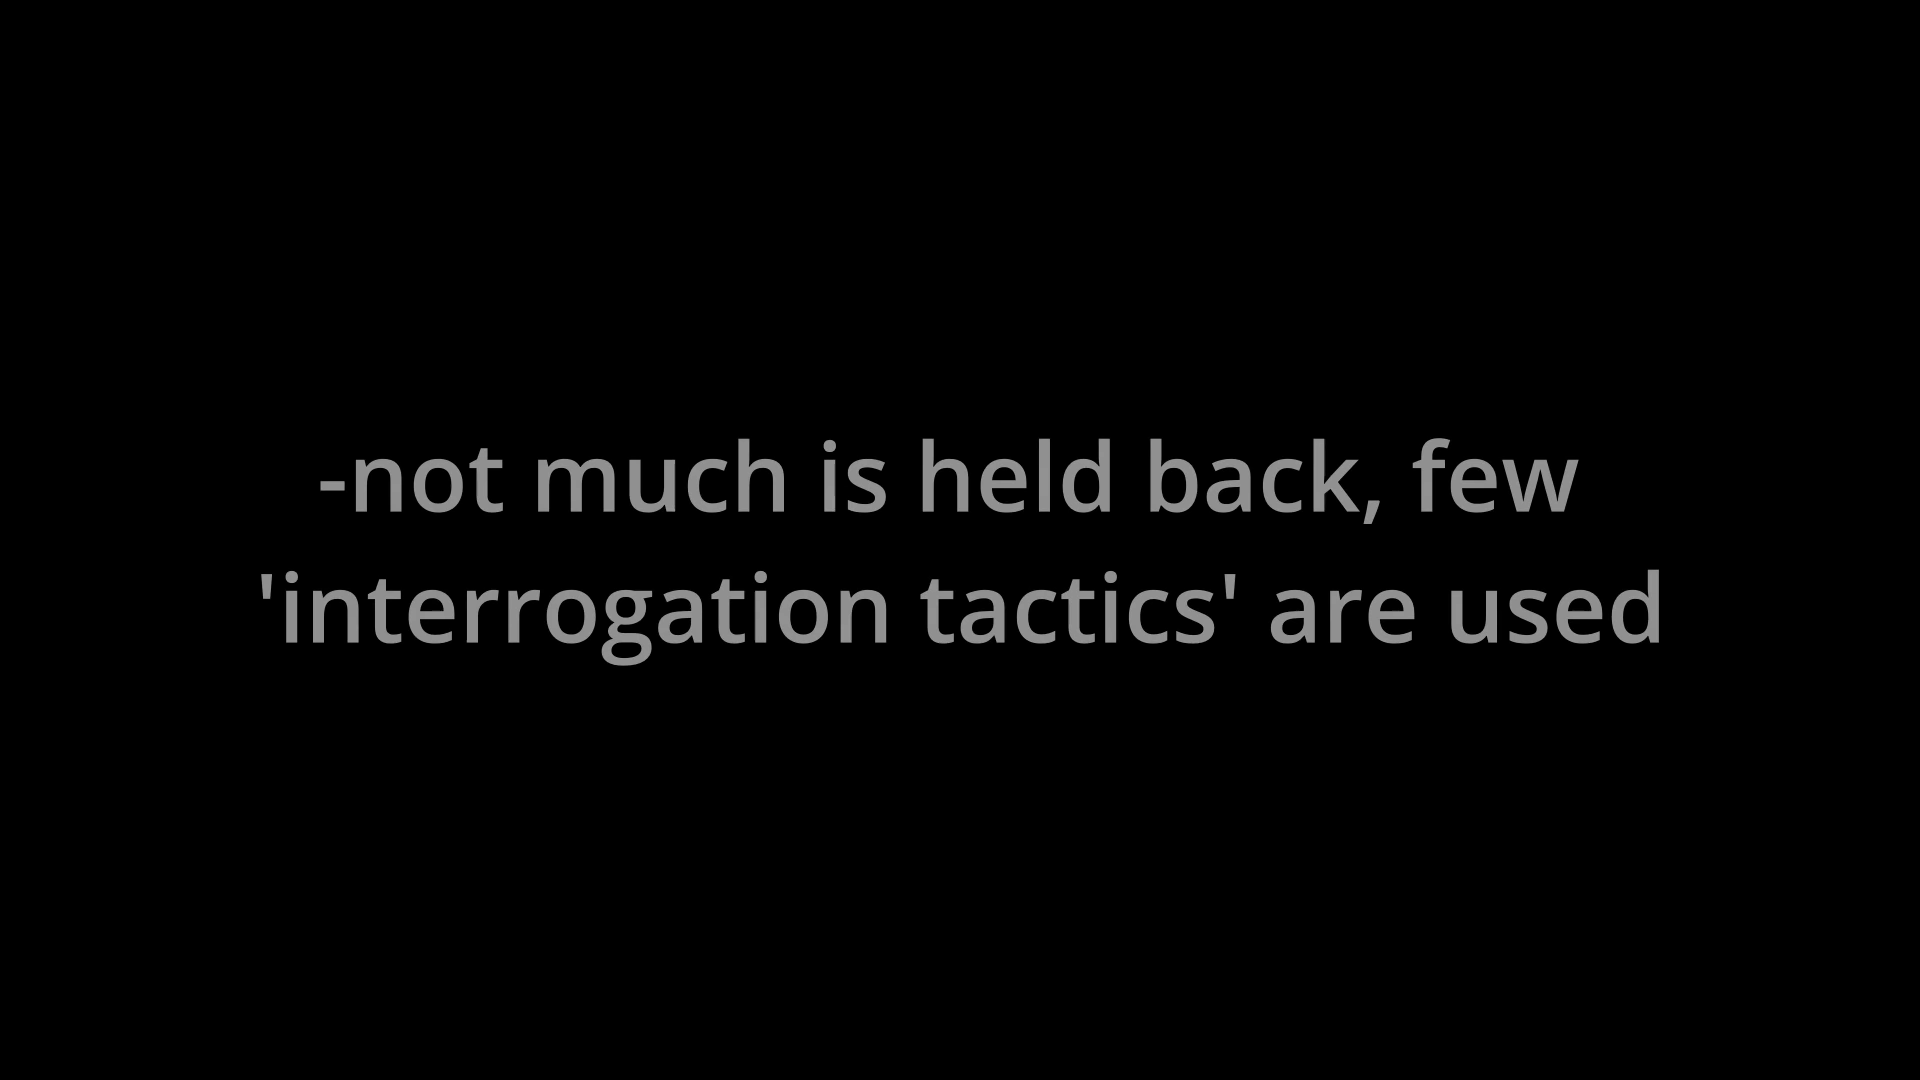 -not much is held back, few
'interrogation tactics' are used